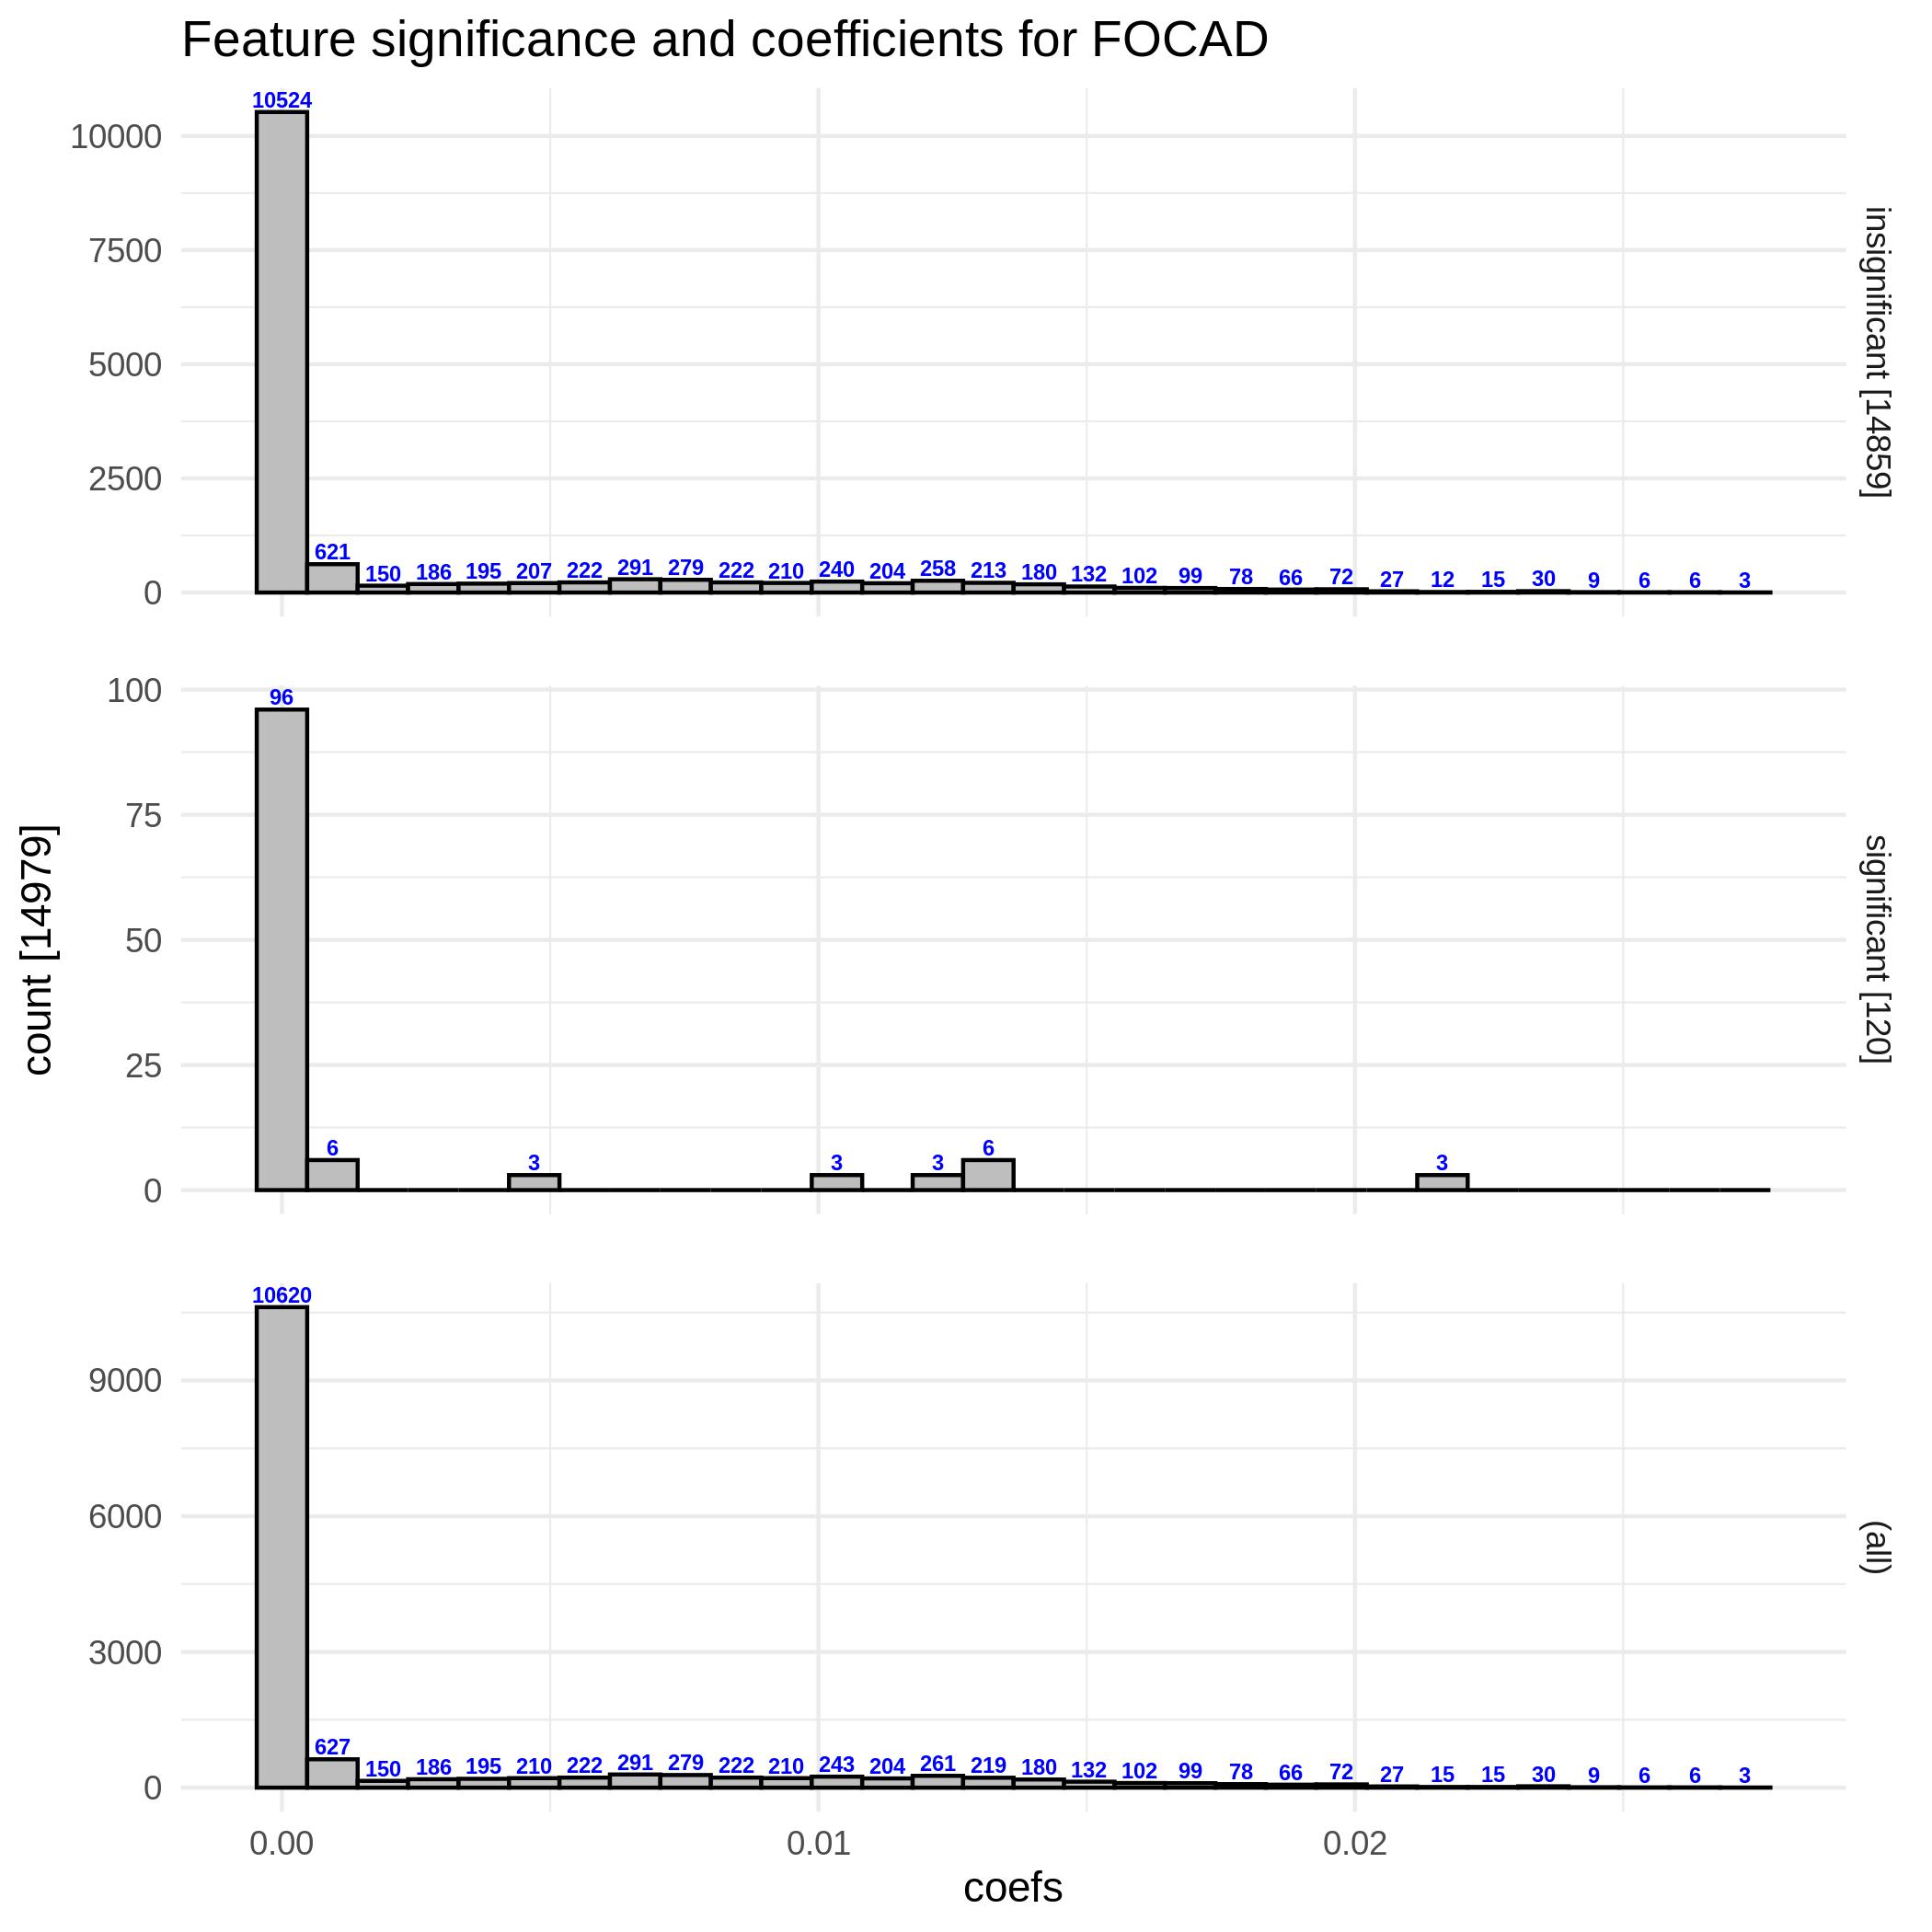 Feature significance and coefficients for FOCAD
10524
10000
7500
5000
2500
0
621 150 186 195 207 222 291 279 222 210 240 204 258 213 180 132 102 99 78 66 72 27 12 15 30 9 6 6 3
insignificant [14859]
count [14979]
100
75
50
25
0
96
6 3 3 3 6 3
significant [120]
10620
9000
6000
3000
0
627 150 186 195 210 222 291 279 222 210 243 204 261 219 180 132 102 99 78 66 72 27 15 15 30 9 6 6 3
(all)
0.00 0.01 0.02
coefs